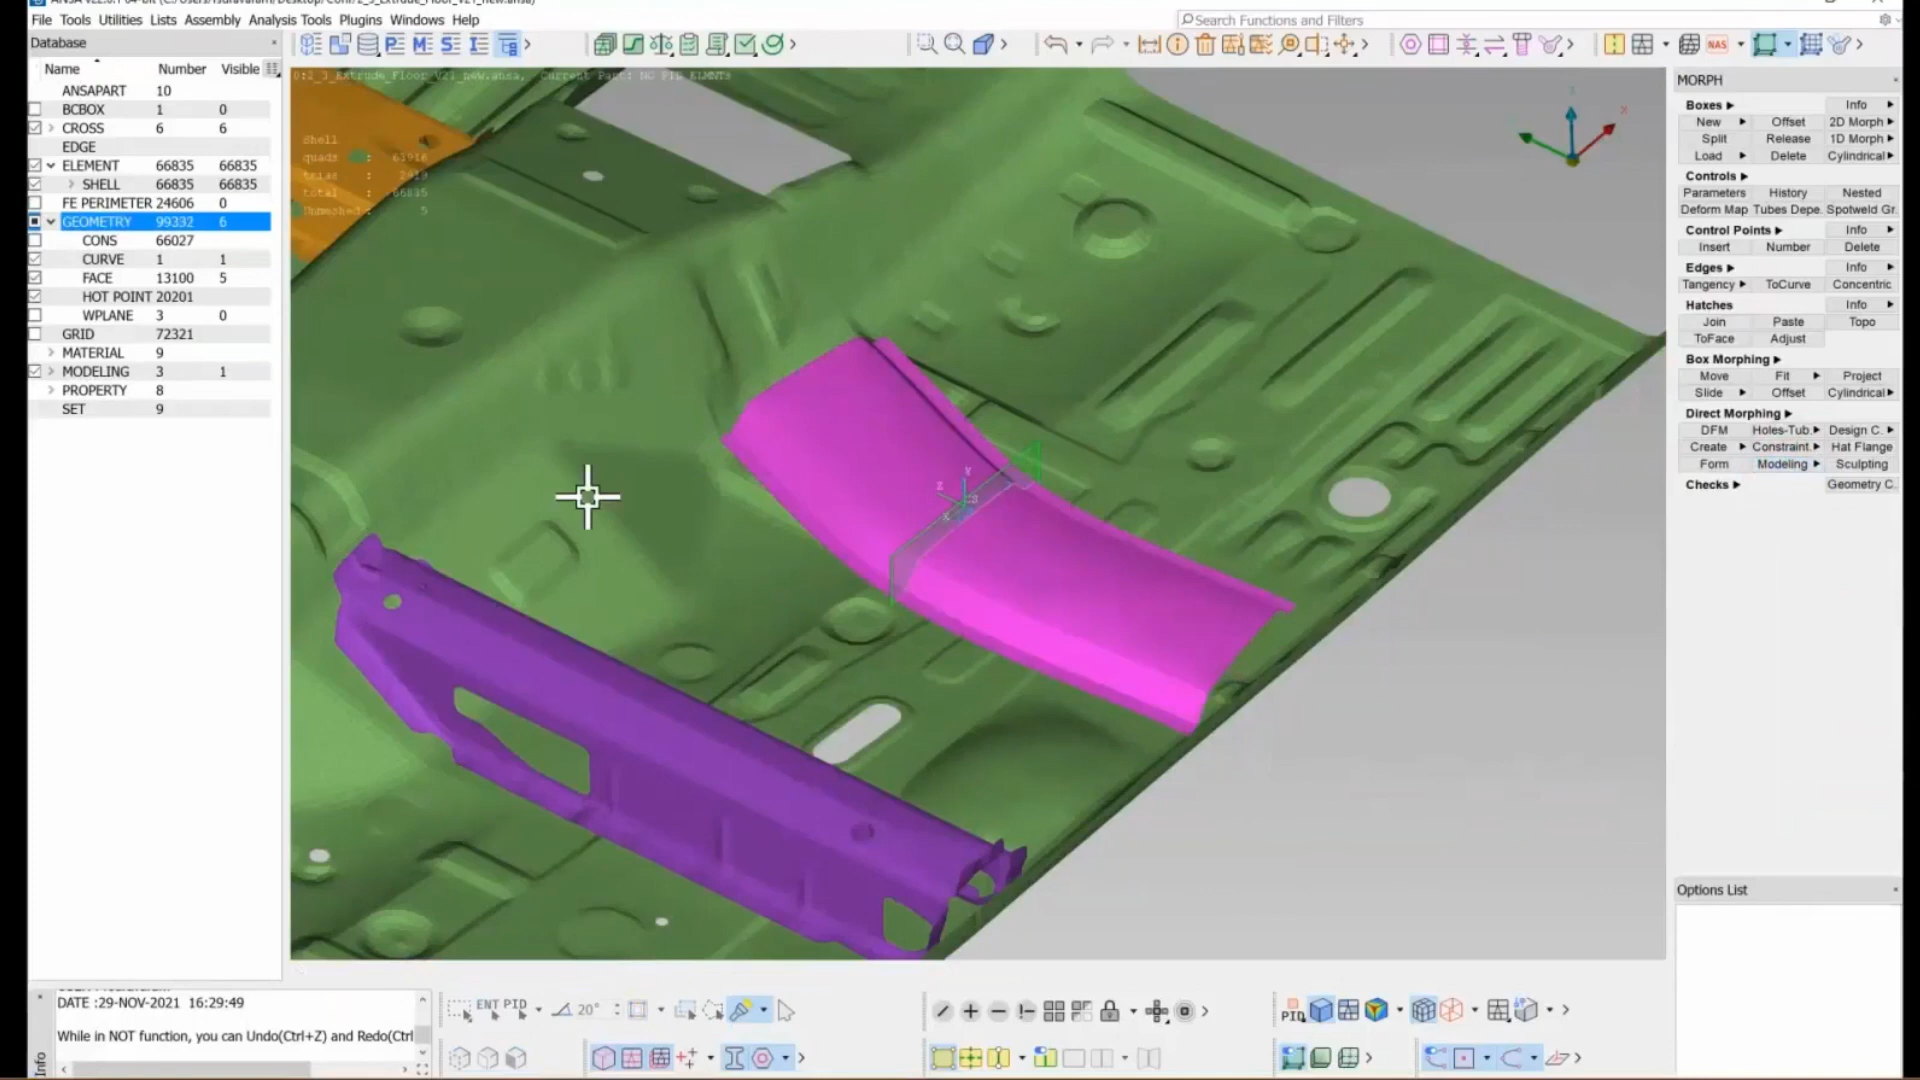 File Tools Utilities Lists Assembly Analysis Tools Plugins Windows Help
Search Functions and Filters
Database
Name Number Visible
ANSAPART 10
BCBOX 1 0
CROSS 6 6
EDGE
ELEMENT 66835 66835
SHELL 66835 66835
FE PERIMETER 24606 0
GEOMETRY 99332 6
CONS 66027
CURVE 1 1
FACE 13100 5
HOT POINT 20201
WPLANE 3 0
GRID 72321
MATERIAL 9
MODELING 3 1
PROPERTY 8
SET 9
0:2_3_Extrude_Floor_V21_new.ansa, Current Part: NO PID ELMNTS
Shell
quads : 63916
trias : 2919
total : 66835
Unmeshed : 5
Y
Z
X
X
NAS
MORPH
Boxes Info
New Offset 2D Morph
Split Release 1D Morph
Load Delete Cylindrical
Controls
Parameters History Nested
Deform Map Tubes Depe. Spotweld Gr.
Control Points Info
Insert Number Delete
Edges Info
Tangency ToCurve Concentric
Hatches Info
Join Paste Topo
ToFace Adjust
Box Morphing
Move Fit Project
Slide Offset Cylindrical
Direct Morphing
DFM Holes-Tub. Design C.
Create Constraint. Hat Flange
Form Modeling Sculpting
Checks Geometry C.
Options List
Info
DATE :29-NOV-2021 16:29:49
While in NOT function, you can Undo(Ctrl+Z) and Redo(Ctrl
ENT PID 20°
PID